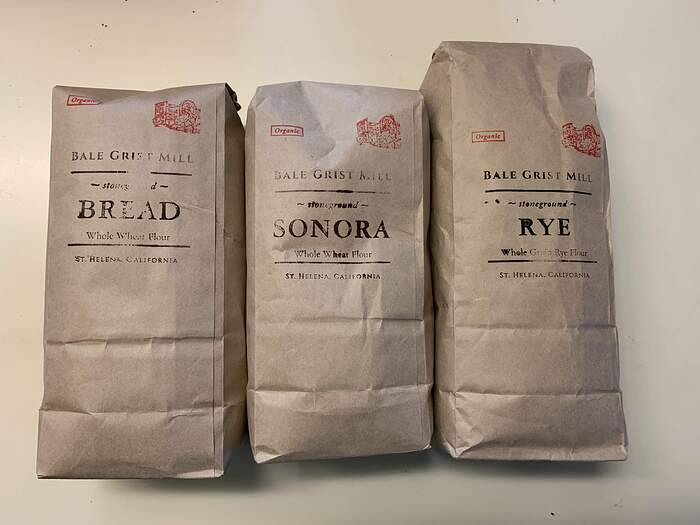 Organic
BALE GRIST MILL
BREAD
Whole Wheat Flour
ST. HELENA, CALIFORNIA
Organic
BALE GRIST MILL
~ stoneground ~
SONORA
Whole Wheat Flour
ST. HELENA, CALIFORNIA
Organic
BALE GRIST MILL
~ stoneground ~
RYE
Whole Grain Rye Flour
ST. HELENA, CALIFORNIA